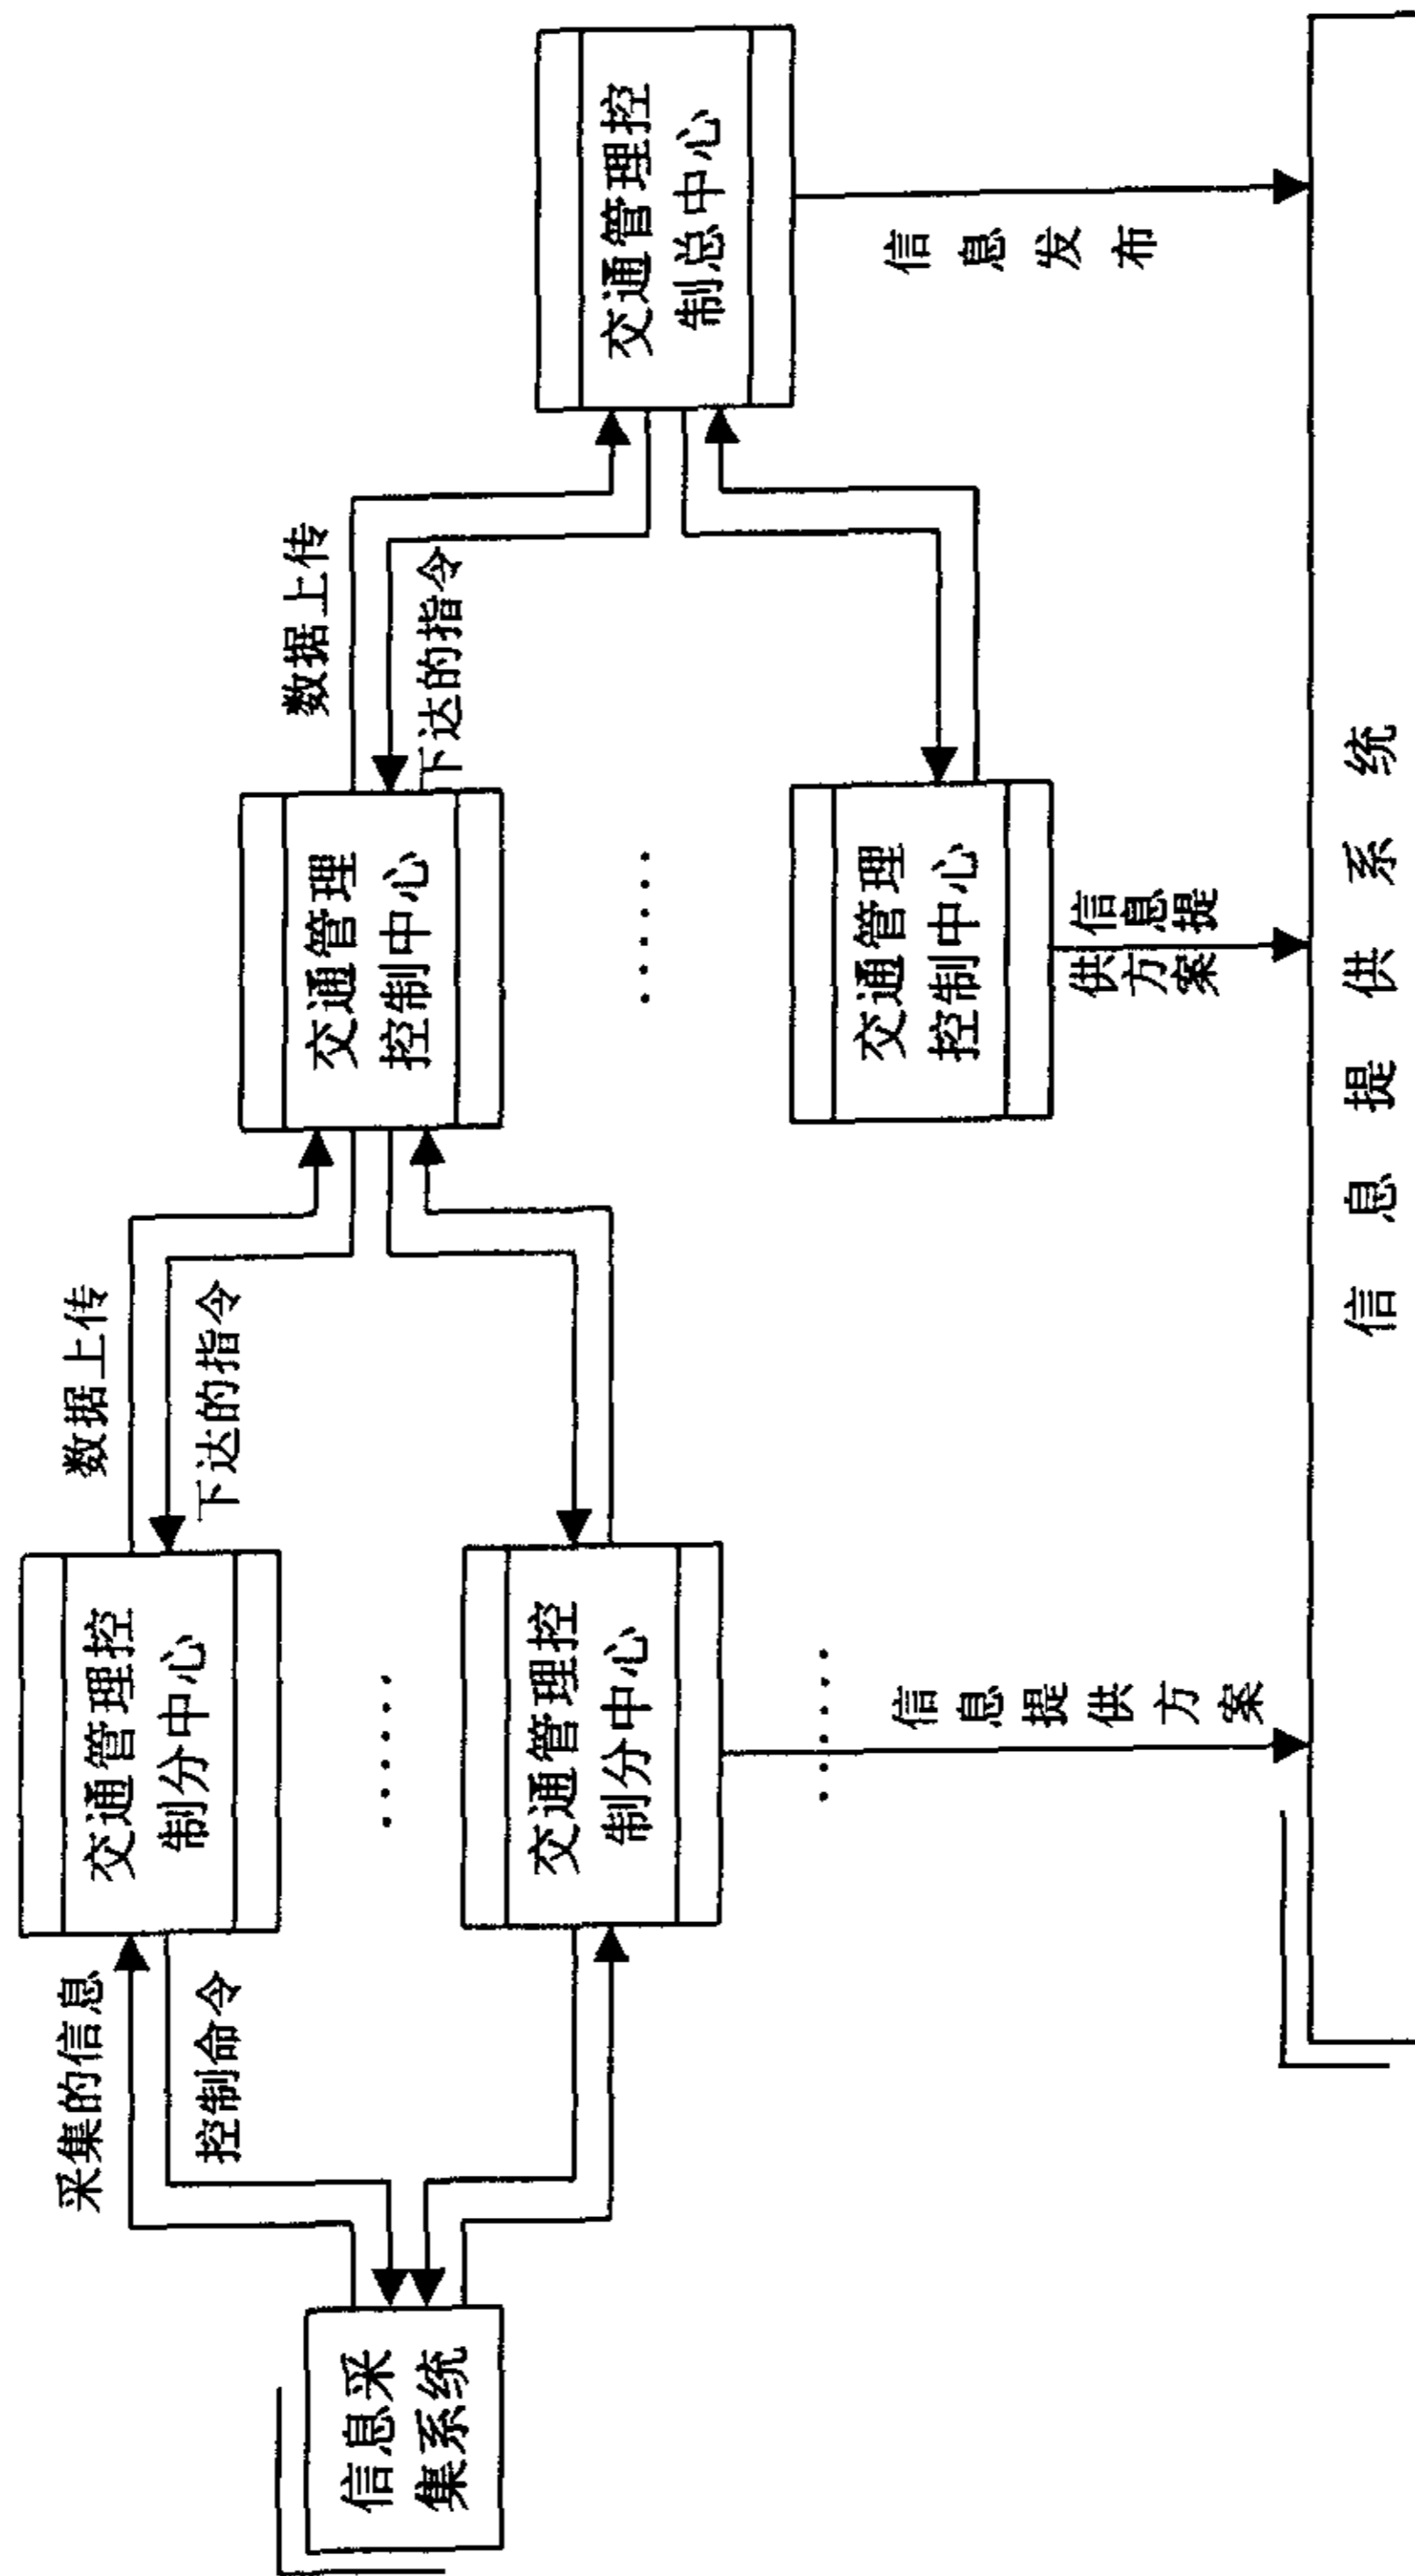 采集的信息
数据上传
交通管理控
制分中心
控制命令
下达的指令
数据上传
信息采
集系统
交通管理
控制中心
下达的指令
交通管理控
制分中心
交通管理控
制总中心
交通管理
控制中心
信息提供方案
信息提
供方案
信息发布
信息提供系统